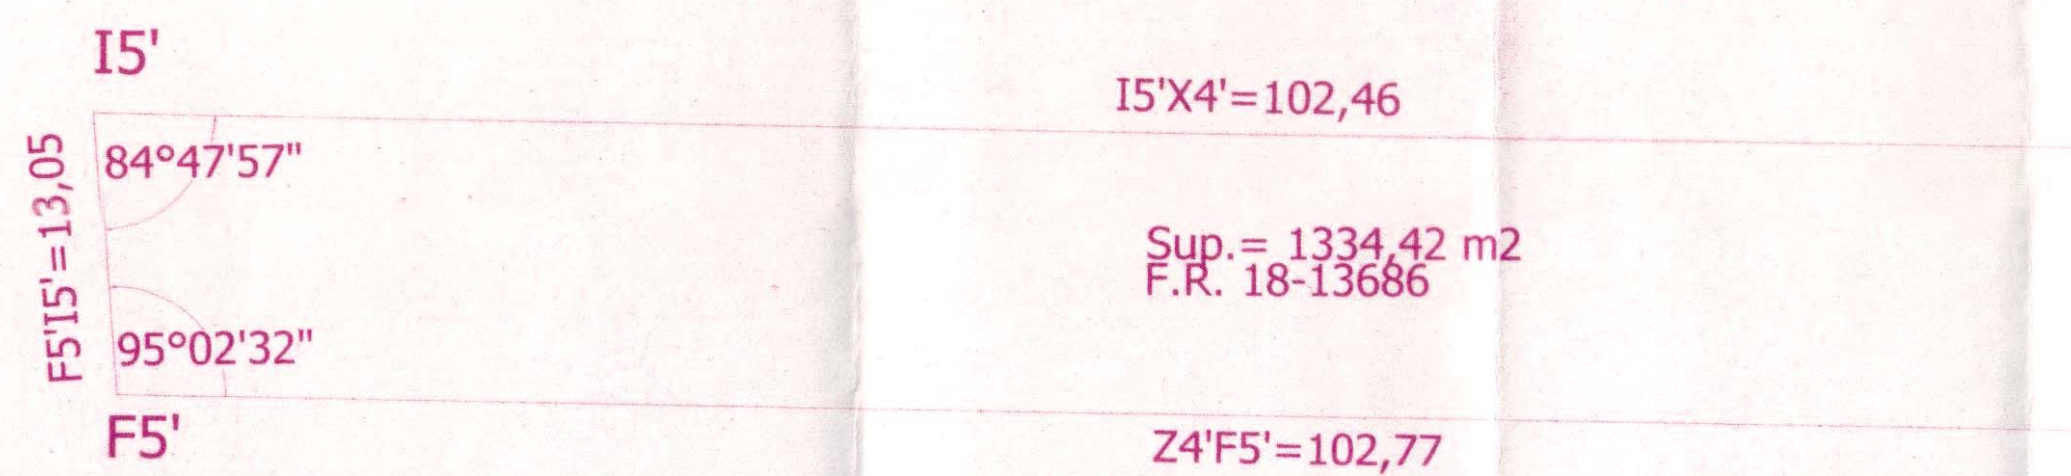 I5'
I5'X4'=102,46
84°47'57"
F5'I5'=13,05
Sup.= 1334,42 m2
F.R. 18-13686
95°02'32"
F5'
Z4'F5'=102,77